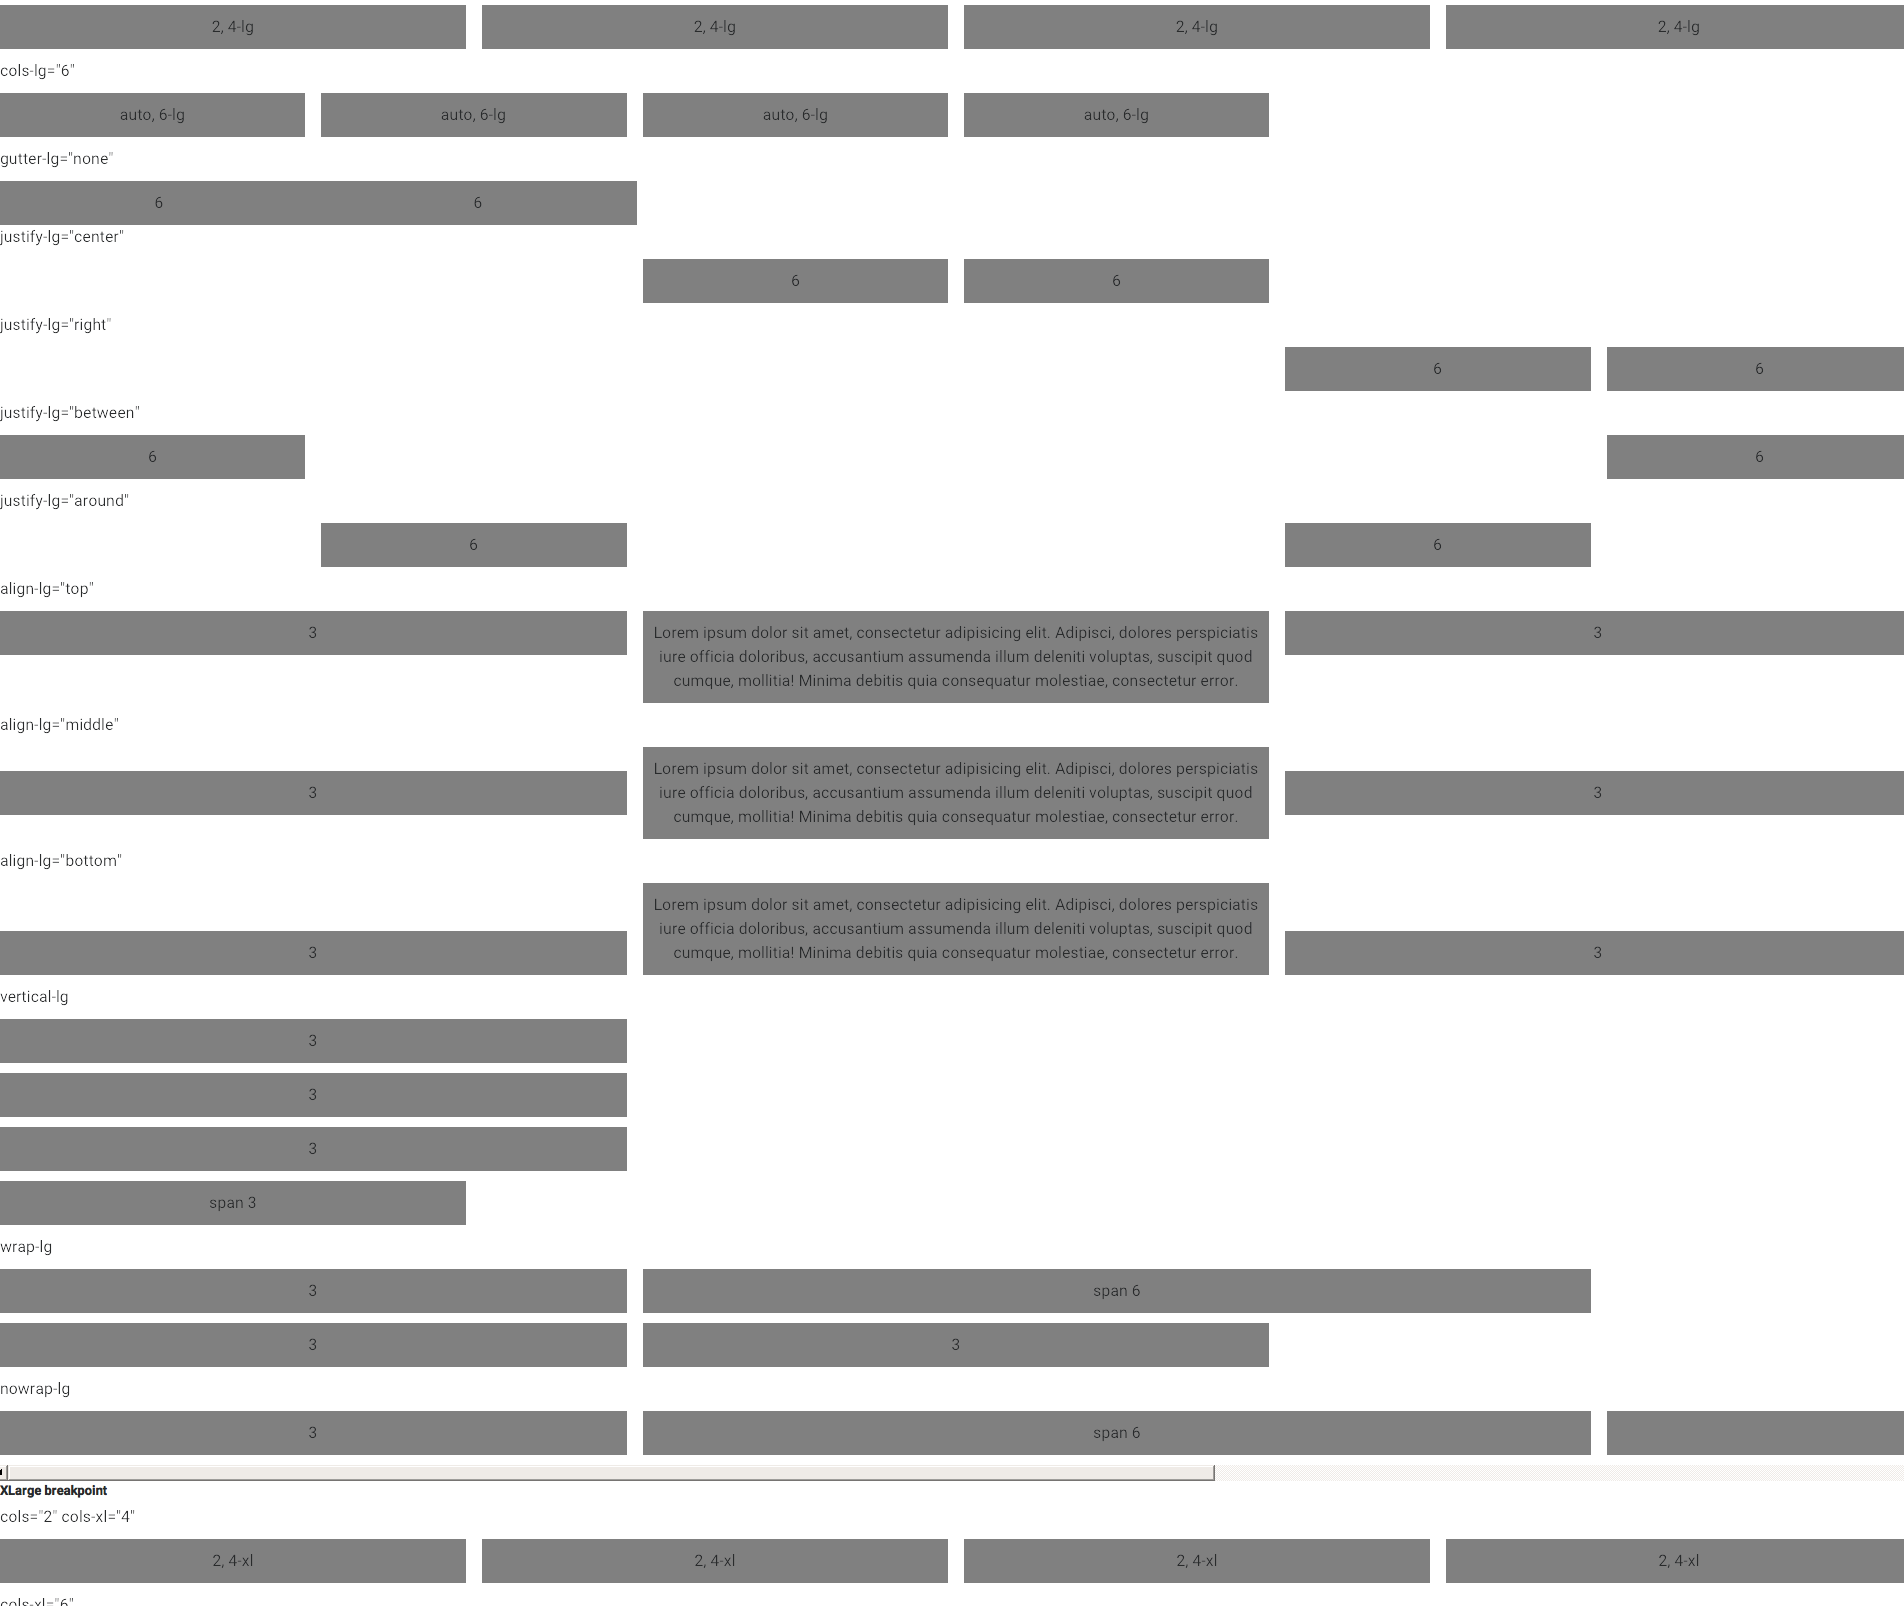 2, 4-lg 2, 4-lg 2, 4-lg 2, 4-lg
cols-lg="6"
auto, 6-lg auto, 6-lg auto, 6-lg auto, 6-lg
gutter-lg="none"
6 6
justify-lg="center"
6 6
justify-lg="right"
6 6
justify-lg="between"
6 6
justify-lg="around"
6 6
align-lg="top"
3 Lorem ipsum dolor sit amet, consectetur adipisicing elit. Adipisci, dolores perspiciatis 3
iure officia doloribus, accusantium assumenda illum deleniti voluptas, suscipit quod
cumque, mollitia! Minima debitis quia consequatur molestiae, consectetur error.
align-lg="middle"
Lorem ipsum dolor sit amet, consectetur adipisicing elit. Adipisci, dolores perspiciatis
3 iure officia doloribus, accusantium assumenda illum deleniti voluptas, suscipit quod 3
cumque, mollitia! Minima debitis quia consequatur molestiae, consectetur error.
align-lg="bottom"
Lorem ipsum dolor sit amet, consectetur adipisicing elit. Adipisci, dolores perspiciatis
iure officia doloribus, accusantium assumenda illum deleniti voluptas, suscipit quod
3 cumque, mollitia! Minima debitis quia consequatur molestiae, consectetur error. 3
vertical-lg
3
3
3
span 3
wrap-lg
3 span 6
3 3
nowrap-lg
3 span 6
XLarge breakpoint
cols="2" cols-xl="4"
2, 4-xl 2, 4-xl 2, 4-xl 2, 4-xl
cols-xl="6"